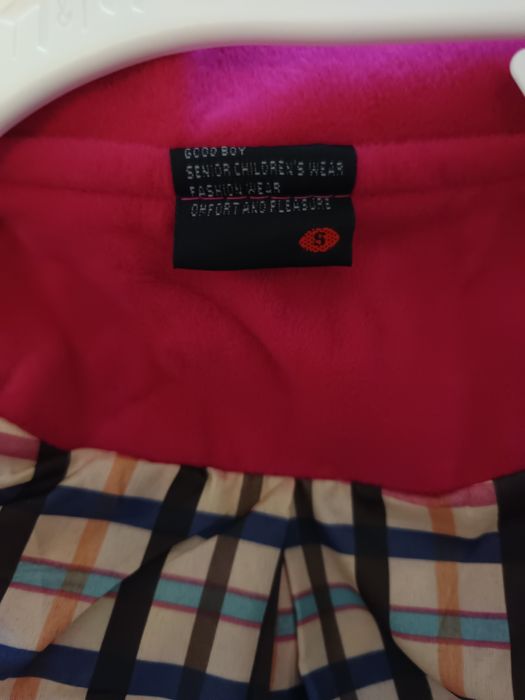 GOOD BOY
SENIOR CHILDREN'S WEAR
FASHION WEAR
OMFORT AND PLEASURE
S